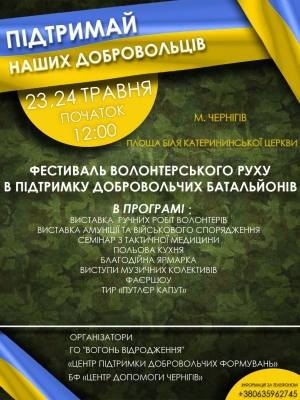 ПІДТРИМАЙ
НАШИХ ДОБРОВОЛЬЦІВ
23,24 ТРАВНЯ
ПОЧАТОК
12:00
М. ЧЕРНІГІВ
ПЛОЩА БІЛЯ КАТЕРИНИНСЬКОЇ ЦЕРКВИ
ФЕСТИВАЛЬ ВОЛОНТЕРСЬКОГО РУХУ
В ПІДТРИМКУ ДОБРОВОЛЬЧИХ БАТАЛЬЙОНІВ
В ПРОГРАМІ :
ВИСТАВКА РУЧНИХ РОБІТ ВОЛОНТЕРІВ
ВИСТАВКА АМУНІЦІЇ ТА ВІЙСЬКОВОГО СПОРЯДЖЕННЯ
СЕМІНАР З ТАКТИЧНОЇ МЕДИЦИНИ
ПОЛЬОВА КУХНЯ
БЛАГОДІЙНА ЯРМАРКА
ВИСТУПИ МУЗИЧНИХ КОЛЕКТИВІВ
ФАЄРШОУ
ТИР «ПУТЛЄР КАПУТ»
ОРГАНІЗАТОРИ
ГО "ВОГОНЬ ВІДРОДЖЕННЯ"
«ЦЕНТР ПІДТРИМКИ ДОБРОВОЛЬЧИХ ФОРМУВАНЬ»
БФ «ЦЕНТР ДОПОМОГИ ЧЕРНІГІВ»
ІНФОРМАЦІЯ ЗА ТЕЛЕФОНОМ
+380635962745